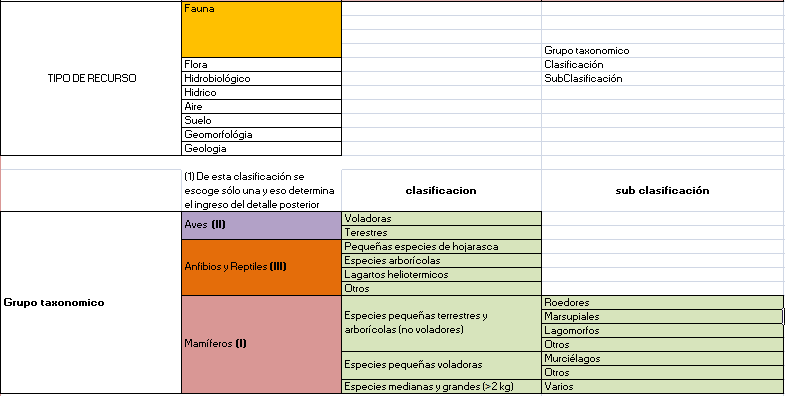 Fauna
Grupo taxonomico
TIPO DE RECURSO
Flora
Clasificación
Hidrobiológico
SubClasificación
Hidrico
Aire
Suelo
Geomorfológia
Geologia
(1) De esta clasificación se
escoge sólo una y eso determina
el ingreso del detalle posterior
clasificacion
sub clasificación
Grupo taxonomico
Aves (II)
Voladoras
Terrestres
Anfibios y Reptiles (III)
Pequeñas especies de hojarasca
Especies arborícolas
Lagartos heliotermicos
Otros
Mamíferos (I)
Especies pequeñas terrestres y
arborícolas (no voladores)
Roedores
Marsupiales
Lagomorfos
Otros
Especies pequeñas voladoras
Murciélagos
Otros
Especies medianas y grandes (>2 kg)
Varios